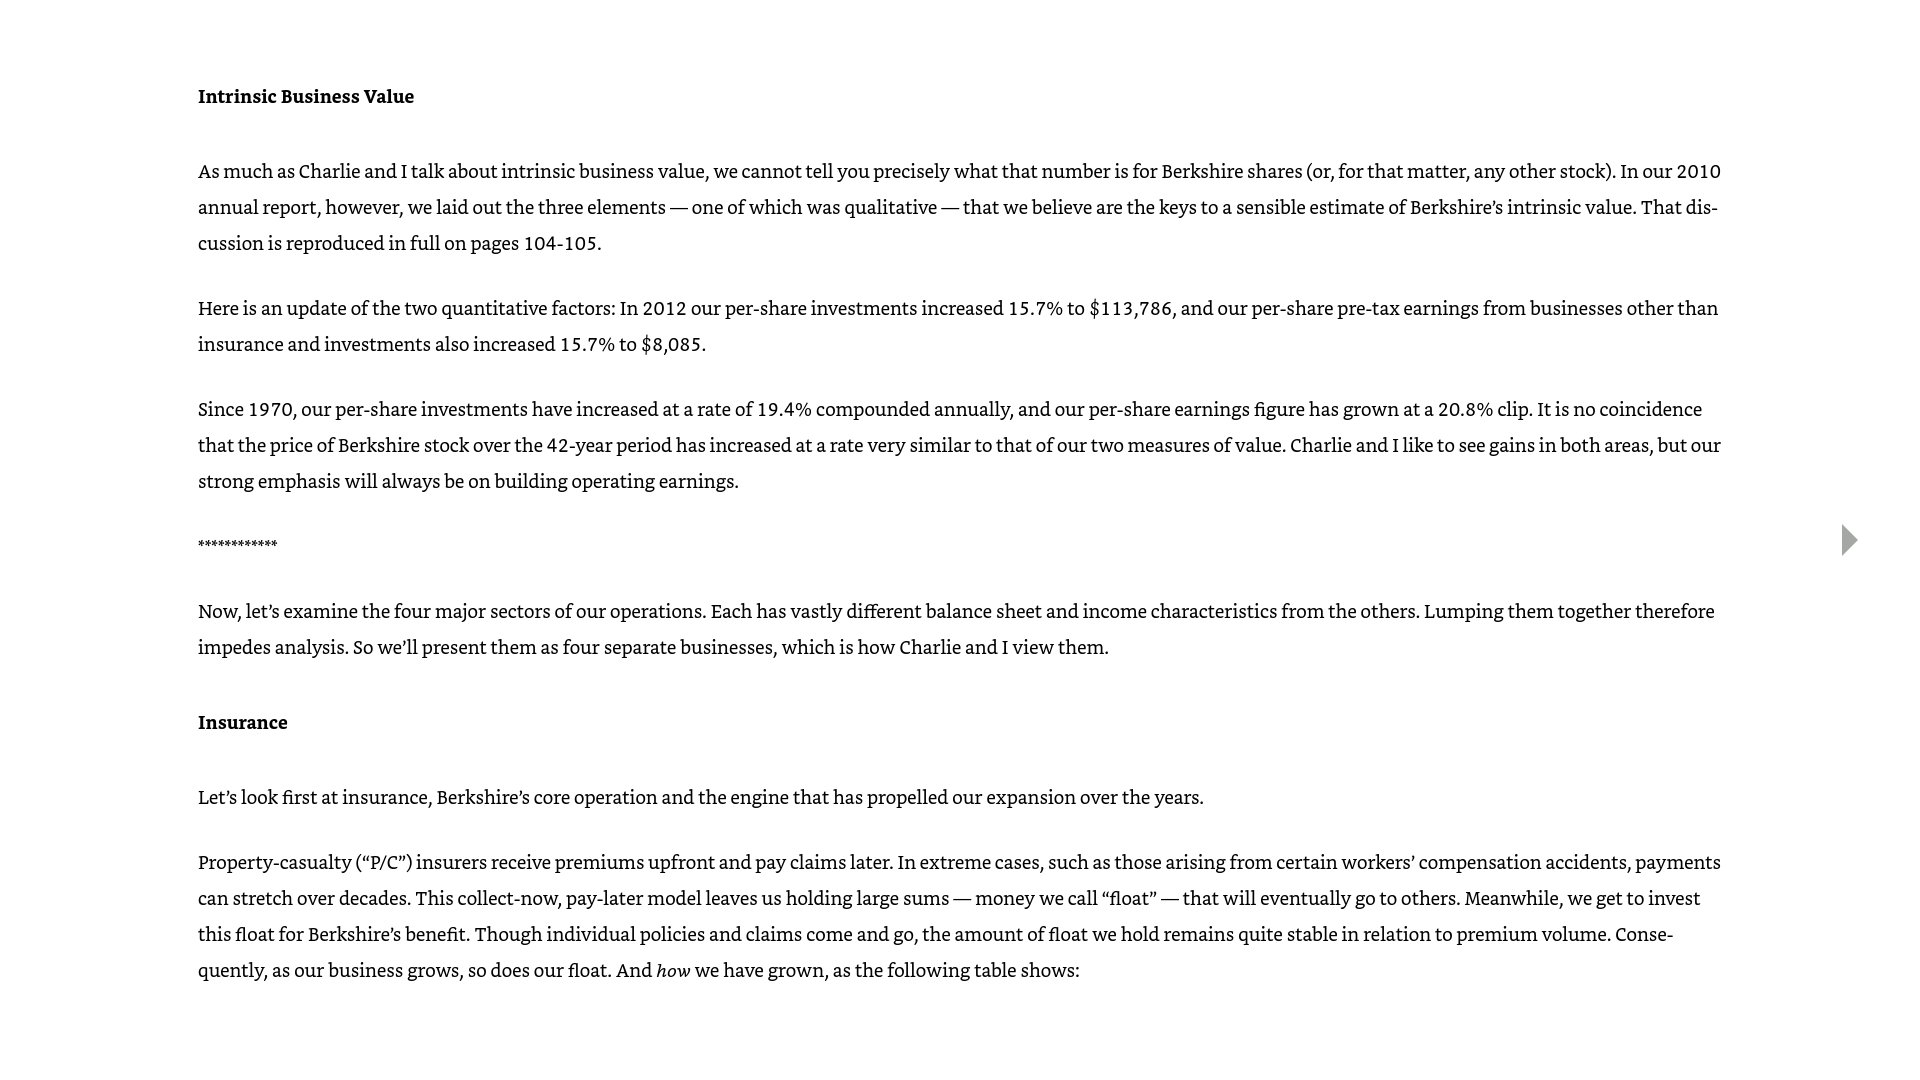 Intrinsic Business Value
As much as Charlie and I talk about intrinsic business value, we cannot tell you precisely what that number is for Berkshire shares (or, for that matter, any other stock). In our 2010
annual report, however, we laid out the three elements — one of which was qualitative — that we believe are the keys to a sensible estimate of Berkshire’s intrinsic value. That dis-
cussion is reproduced in full on pages 104-105.
Here is an update of the two quantitative factors: In 2012 our per-share investments increased 15.7% to $113,786, and our per-share pre-tax earnings from businesses other than
insurance and investments also increased 15.7% to $8,085.
Since 1970, our per-share investments have increased at a rate of 19.4% compounded annually, and our per-share earnings figure has grown at a 20.8% clip. It is no coincidence
that the price of Berkshire stock over the 42-year period has increased at a rate very similar to that of our two measures of value. Charlie and I like to see gains in both areas, but our
strong emphasis will always be on building operating earnings.
************
Now, let’s examine the four major sectors of our operations. Each has vastly different balance sheet and income characteristics from the others. Lumping them together therefore
impedes analysis. So we’ll present them as four separate businesses, which is how Charlie and I view them.
Insurance
Let’s look first at insurance, Berkshire’s core operation and the engine that has propelled our expansion over the years.
Property-casualty (“P/C”) insurers receive premiums upfront and pay claims later. In extreme cases, such as those arising from certain workers’ compensation accidents, payments
can stretch over decades. This collect-now, pay-later model leaves us holding large sums — money we call “float” — that will eventually go to others. Meanwhile, we get to invest
this float for Berkshire’s benefit. Though individual policies and claims come and go, the amount of float we hold remains quite stable in relation to premium volume. Conse-
quently, as our business grows, so does our float. And how we have grown, as the following table shows: